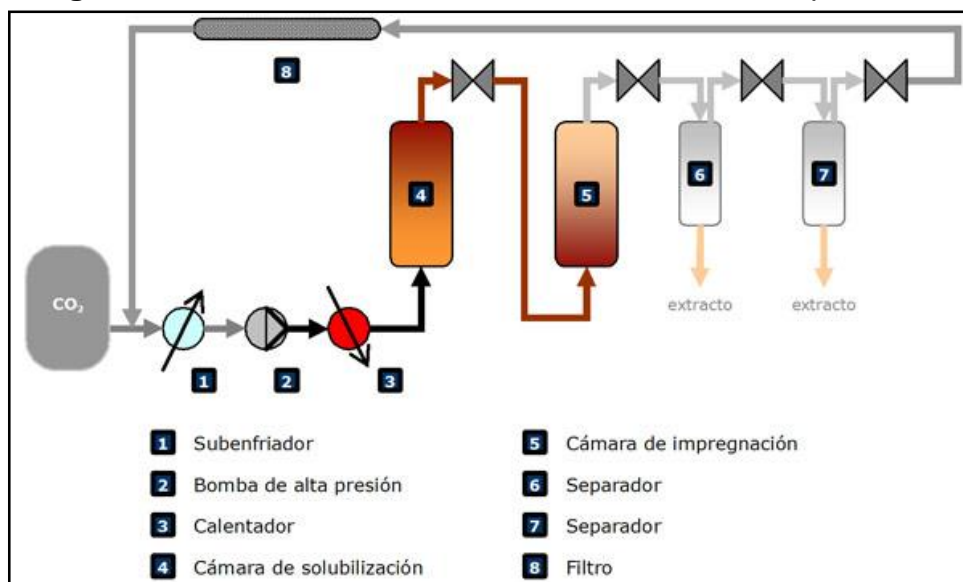 8
4
5
6
7
CO₂
extracto
extracto
1
2
3
1 Subenfriador
2 Bomba de alta presión
3 Calentador
4 Cámara de solubilización
5 Cámara de impregnación
6 Separador
7 Separador
8 Filtro